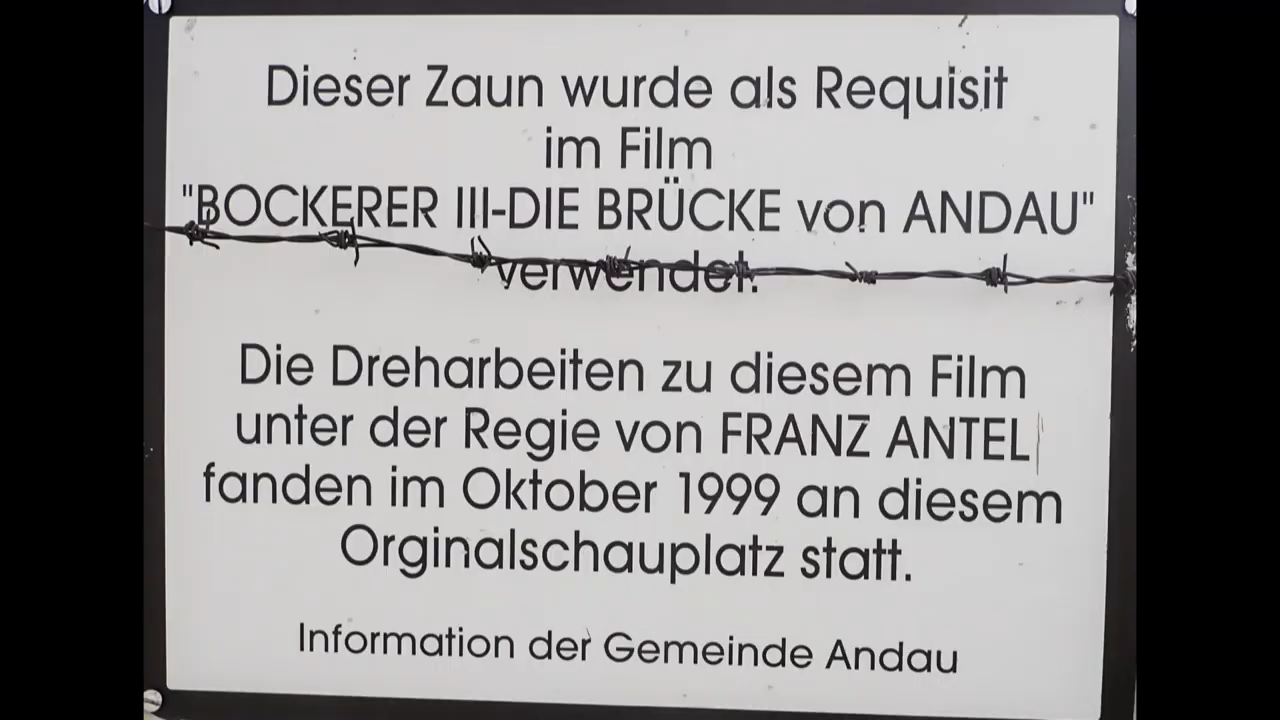 Dieser Zaun wurde als Requisit
im Film
"BOCKERER III-DIE BRÜCKE von ANDAU"
verwendet.
Die Dreharbeiten zu diesem Film
unter der Regie von FRANZ ANTEL
fanden im Oktober 1999 an diesem
Orginalschauplatz statt.
Information der Gemeinde Andau